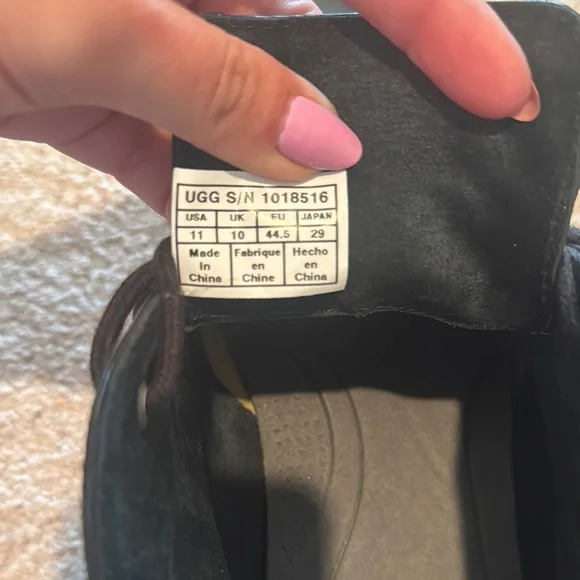 UGG S/N 1018516
USA UK EU JAPAN
11 10 44.5 29
Made Fabrique Hecho
In en en
China Chine China